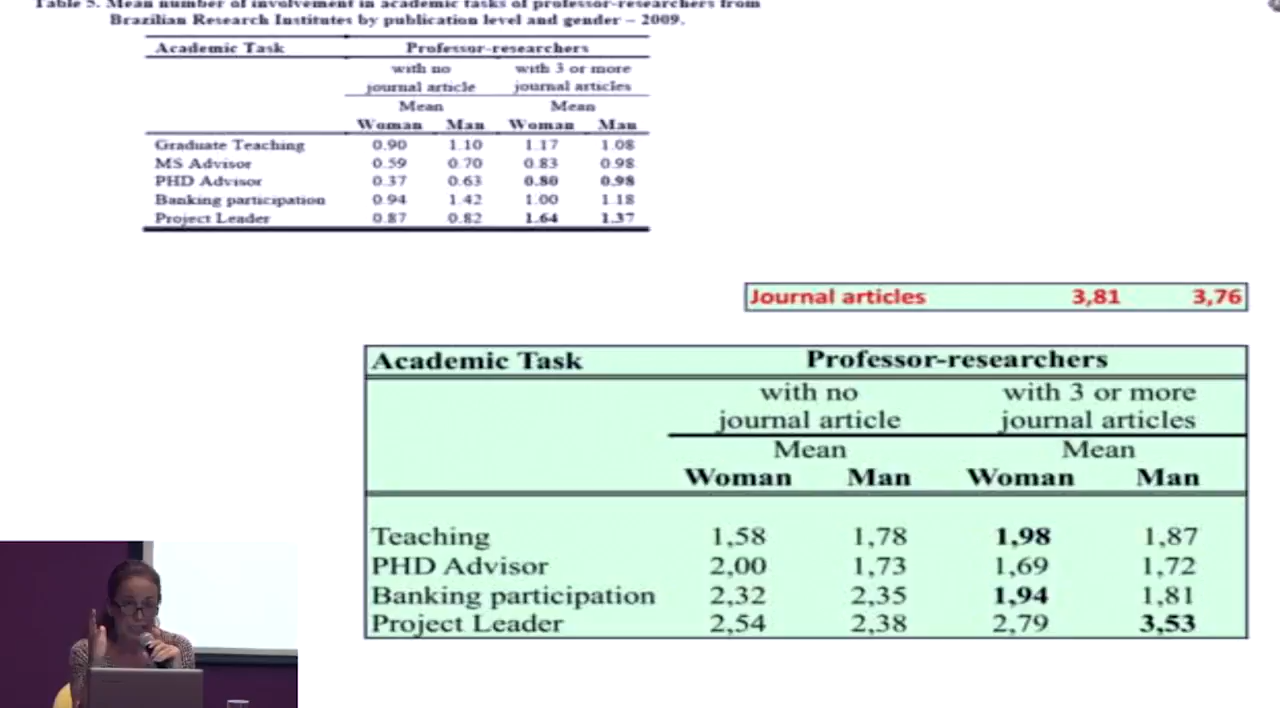 Table 5. Mean number of involvement in academic tasks of professor-researchers from
Brazilian Research Institutes by publication level and gender – 2009.
Academic Task Professor-researchers
with no with 3 or more
journal article journal articles
Mean Mean
Woman Man Woman Man
Graduate Teaching 0.90 1.10 1.17 1.08
MS Advisor 0.59 0.70 0.83 0.98
PHD Advisor 0.37 0.63 0.80 0.98
Banking participation 0.94 1.42 1.00 1.18
Project Leader 0.87 0.82 1.64 1.37
Journal articles 3,81 3,76
Academic Task Professor-researchers
with no with 3 or more
journal article journal articles
Mean Mean
Woman Man Woman Man
Teaching 1,58 1,78 1,98 1,87
PHD Advisor 2,00 1,73 1,69 1,72
Banking participation 2,32 2,35 1,94 1,81
Project Leader 2,54 2,38 2,79 3,53